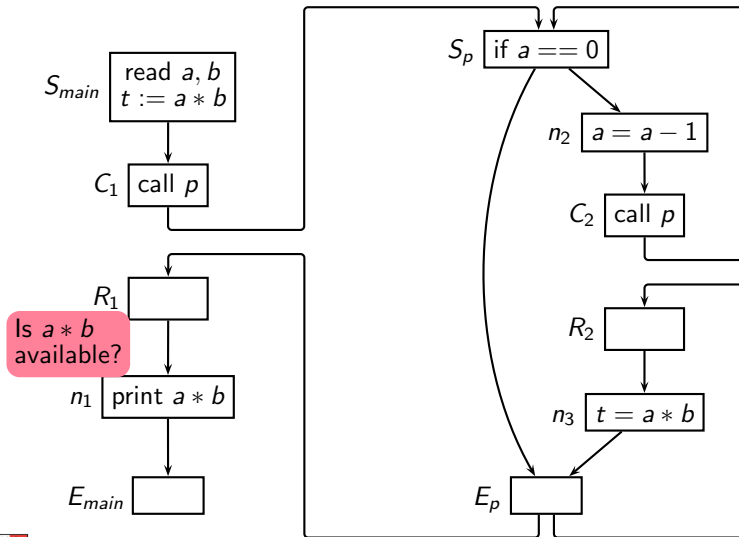 S_main
read a, b
t := a ∗ b
C_1
call p
R_1
Is a ∗ b
available?
n_1
print a ∗ b
E_main
S_p
if a == 0
n_2
a = a − 1
C_2
call p
R_2
n_3
t = a ∗ b
E_p